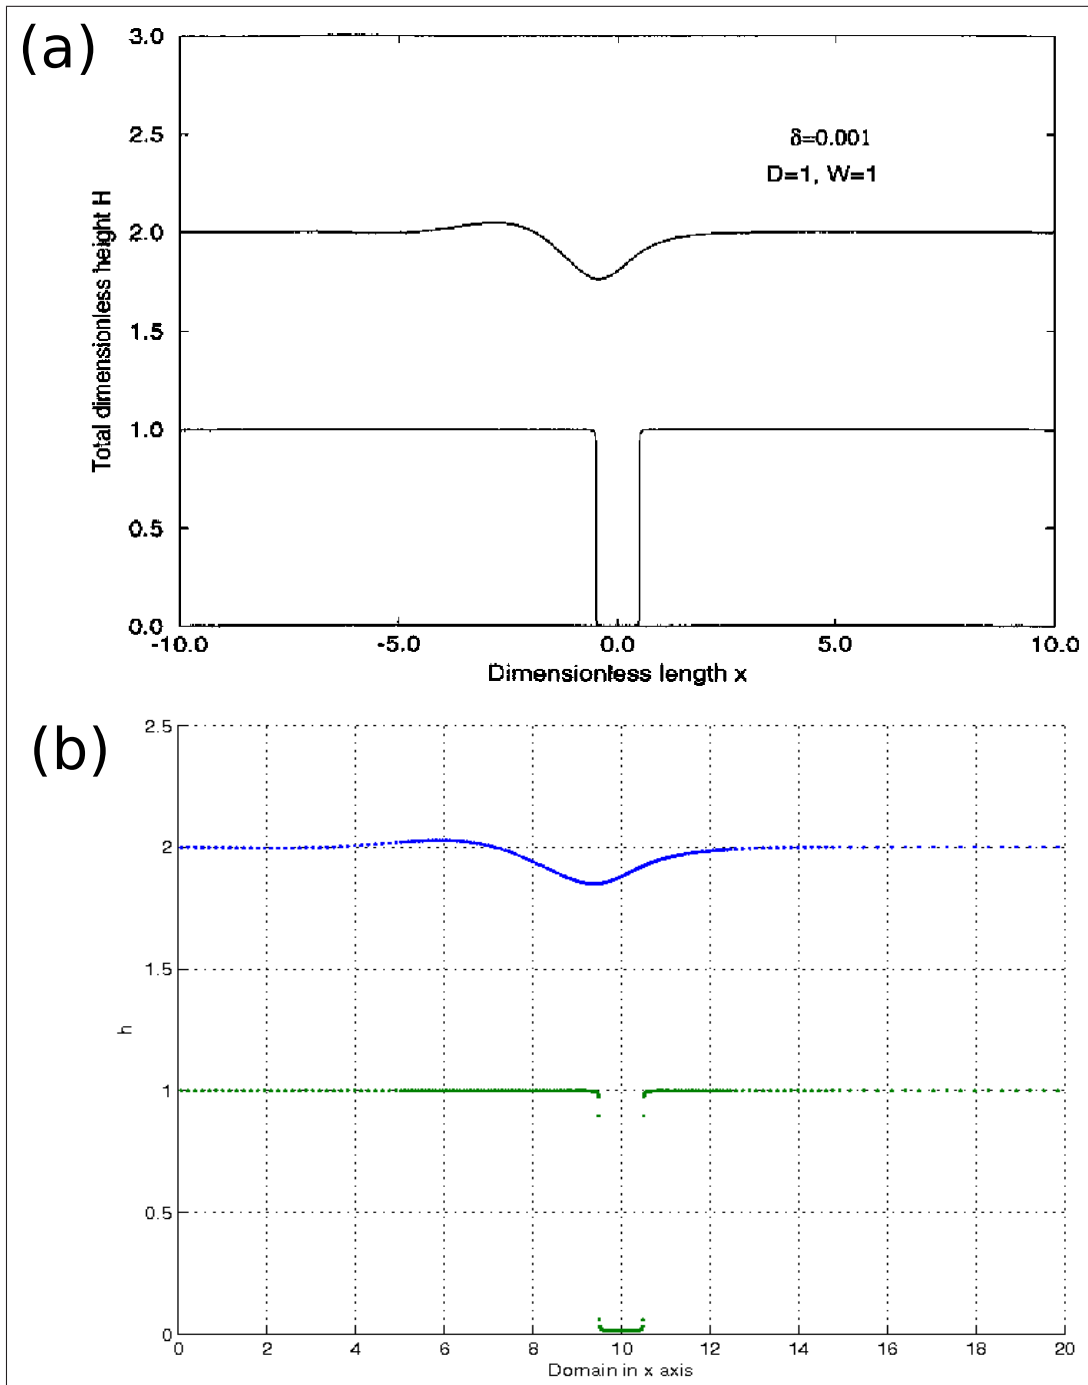 (a)
3.0
2.5
2.0
1.5
1.0
0.5
0.0
Total dimensionless height H
δ=0.001
D=1, W=1
-10.0 -5.0 0.0 5.0 10.0
Dimensionless length x
(b)
2.5
2
1.5
1
0.5
0
h
0 2 4 6 8 10 12 14 16 18 20
Domain in x axis